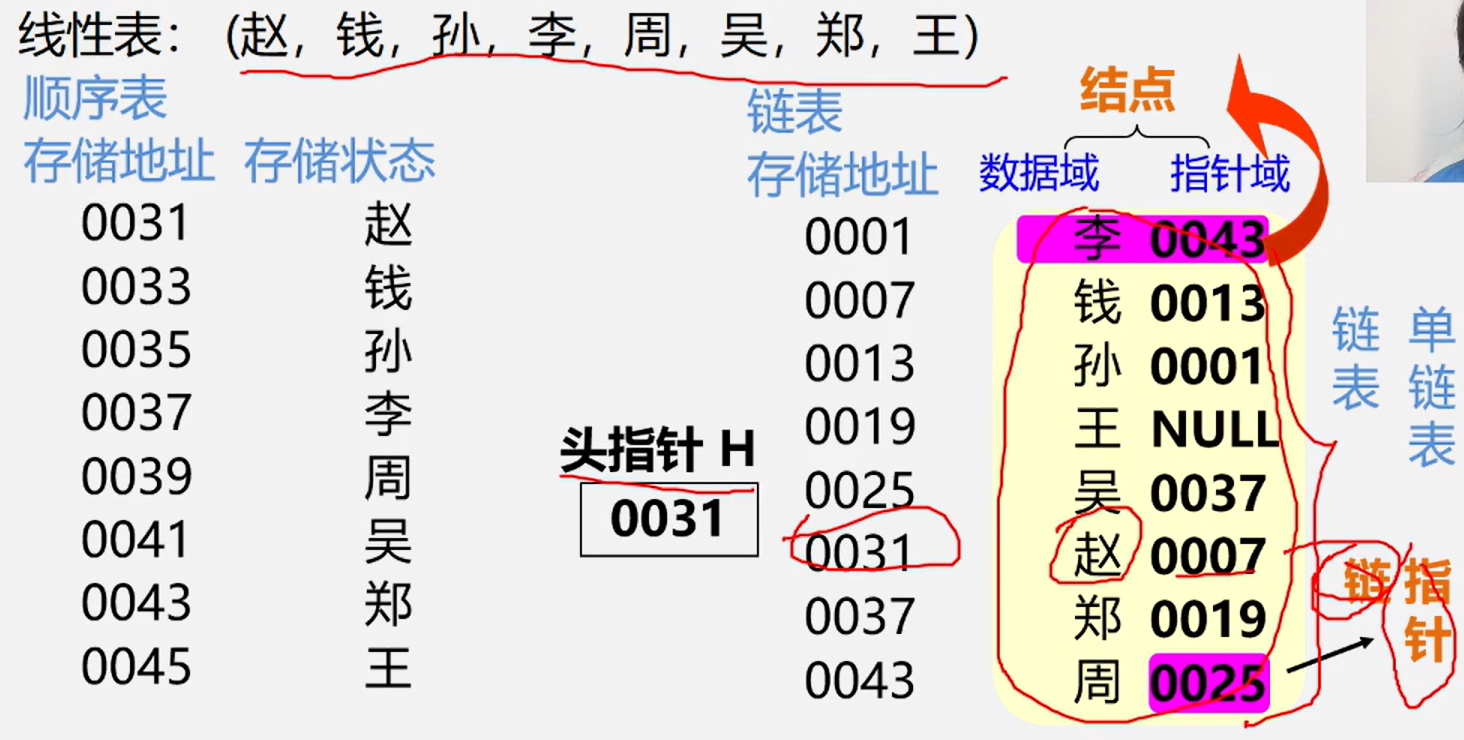 线性表: (赵, 钱, 孙, 李, 周, 吴, 郑, 王)
顺序表
存储地址 存储状态
0031 赵
0033 钱
0035 孙
0037 李
0039 周
0041 吴
0043 郑
0045 王
头指针 H
0031
链表
存储地址
结点
数据域 指针域
0001 李 0043
0007 钱 0013
0013 孙 0001
0019 王 NULL
0025 吴 0037
0031 赵 0007
0037 郑 0019
0043 周 0025
链表
单链表
链
指针